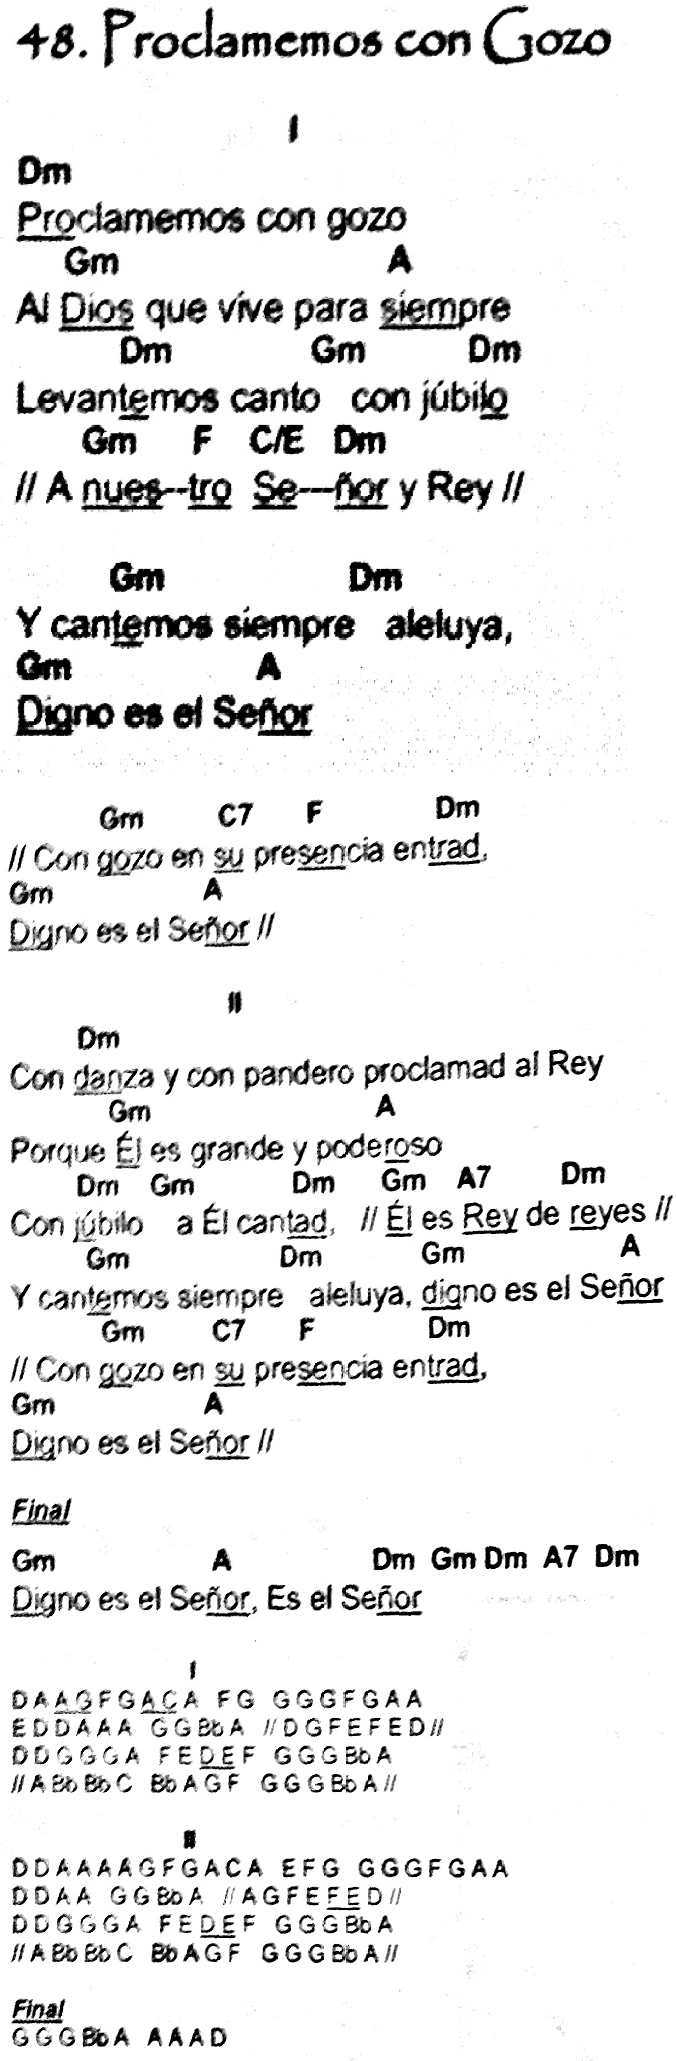 48. Proclamemos con Gozo
I
Dm
Proclamemos con gozo
Gm A
Al Dios que vive para siempre
Dm Gm Dm
Levantemos canto con júbilo
Gm F C/E Dm
// A nues--tro Se---ñor y Rey //
Gm Dm
Y cantemos siempre aleluya,
Gm A
Digno es el Señor
Gm C7 F Dm
// Con gozo en su presencia entrad,
Gm A
Digno es el Señor //
II
Dm
Con danza y con pandero proclamad al Rey
Gm A
Porque Él es grande y poderoso
Dm Gm Dm Gm A7 Dm
Con júbilo a Él cantad, // Él es Rey de reyes //
Gm Dm Gm A
Y cantemos siempre aleluya, digno es el Señor
Gm C7 F Dm
// Con gozo en su presencia entrad,
Gm A
Digno es el Señor //
Final
Gm A Dm Gm Dm A7 Dm
Digno es el Señor, Es el Señor
I
D A A G F G A C A F G G G G F G A A
E D D A A A G G Bb A // D G F E F E D //
D D G G G A F E D E F G G G Bb A
// A Bb Bb C Bb A G F G G G Bb A //
II
D D A A A A G F G A C A E F G G G G F G A A
D D A A G G Bb A // A G F E F E D //
D D G G G A F E D E F G G G Bb A
// A Bb Bb C Bb A G F G G G Bb A //
Final
G G G Bb A A A A D